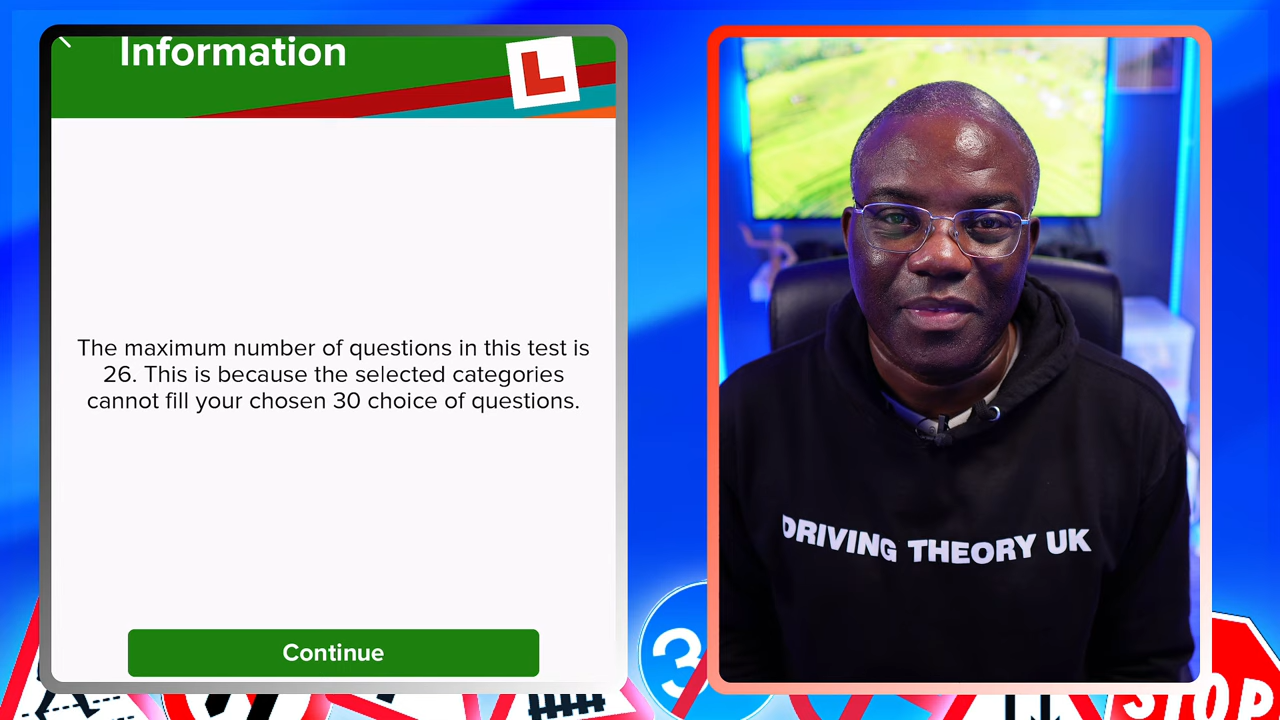 Information
L
The maximum number of questions in this test is
26. This is because the selected categories
cannot fill your chosen 30 choice of questions.
Continue
DRIVING THEORY UK
3
STOP